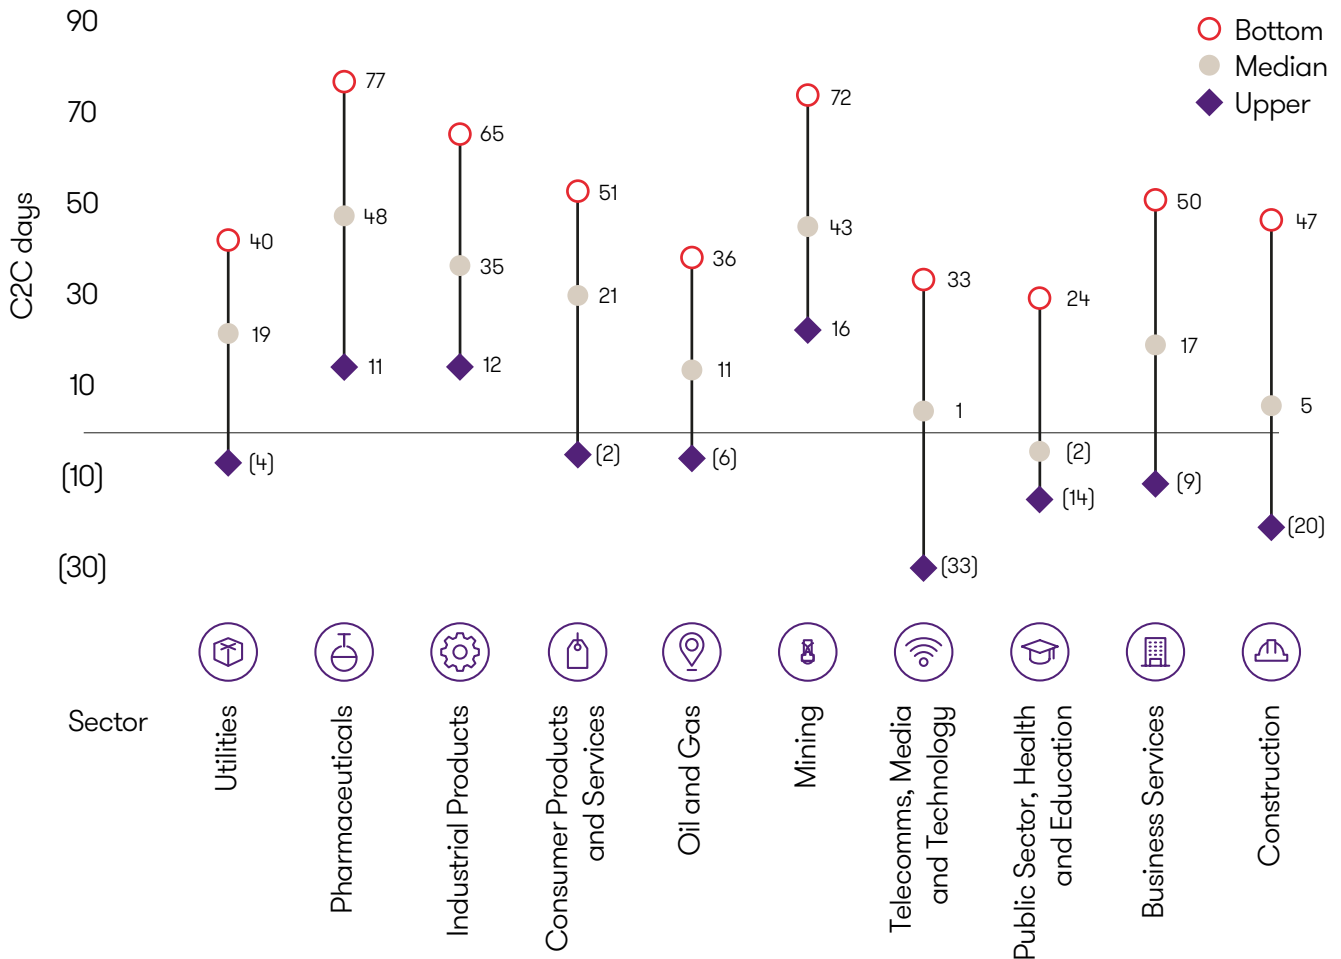 90
70
50
30
10
(10)
(30)
C2C days
Bottom
Median
Upper
40
19
(4)
77
48
11
65
35
12
51
21
(2)
36
11
(6)
72
43
16
33
1
(33)
24
(2)
(14)
50
17
(9)
47
5
(20)
Sector
Utilities
Pharmaceuticals
Industrial Products
Consumer Products
and Services
Oil and Gas
Mining
Telecomms, Media
and Technology
Public Sector, Health
and Education
Business Services
Construction